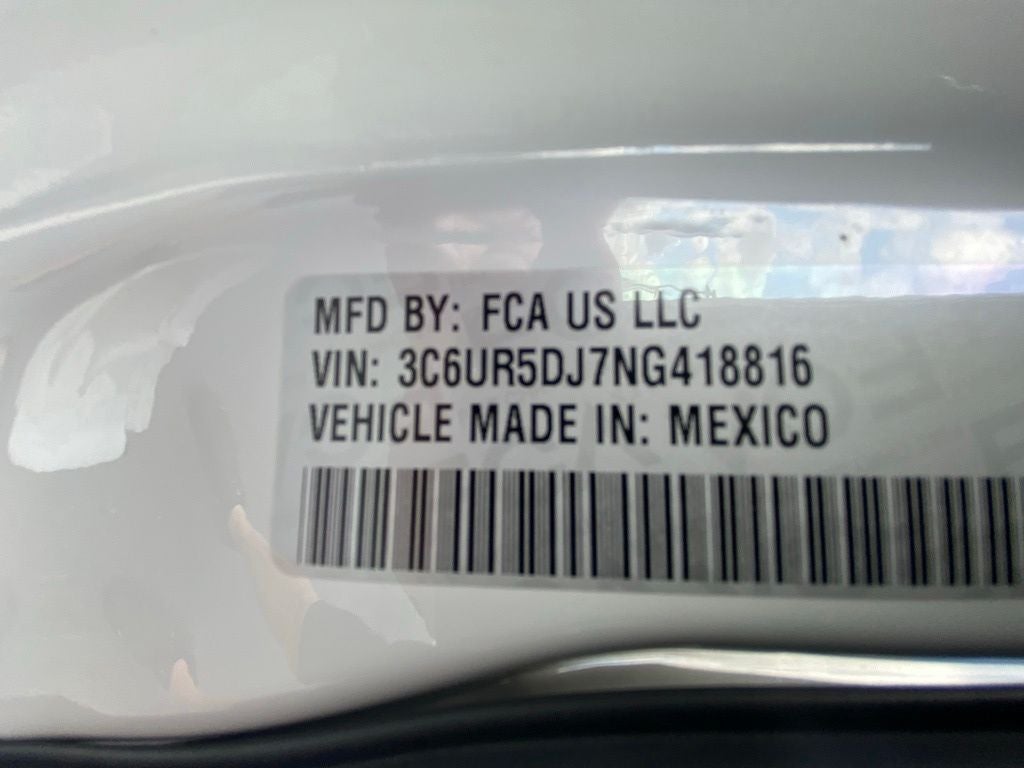 MFD BY: FCA US LLC
VIN: 3C6UR5DJ7NG418816
VEHICLE MADE IN: MEXICO